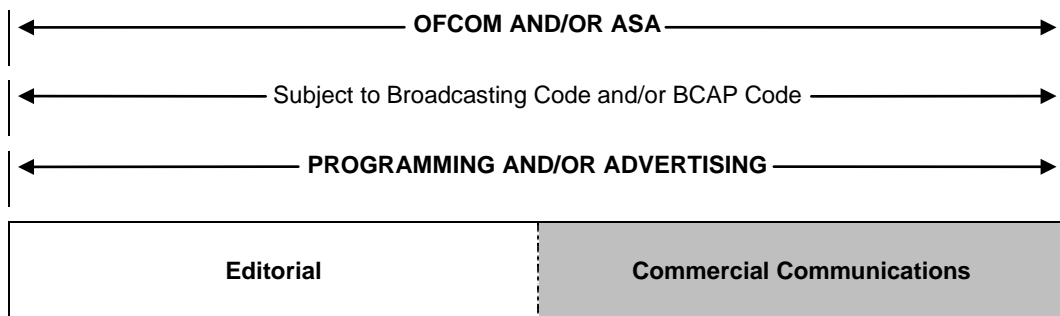 OFCOM AND/OR ASA
Subject to Broadcasting Code and/or BCAP Code
PROGRAMMING AND/OR ADVERTISING
Editorial
Commercial Communications